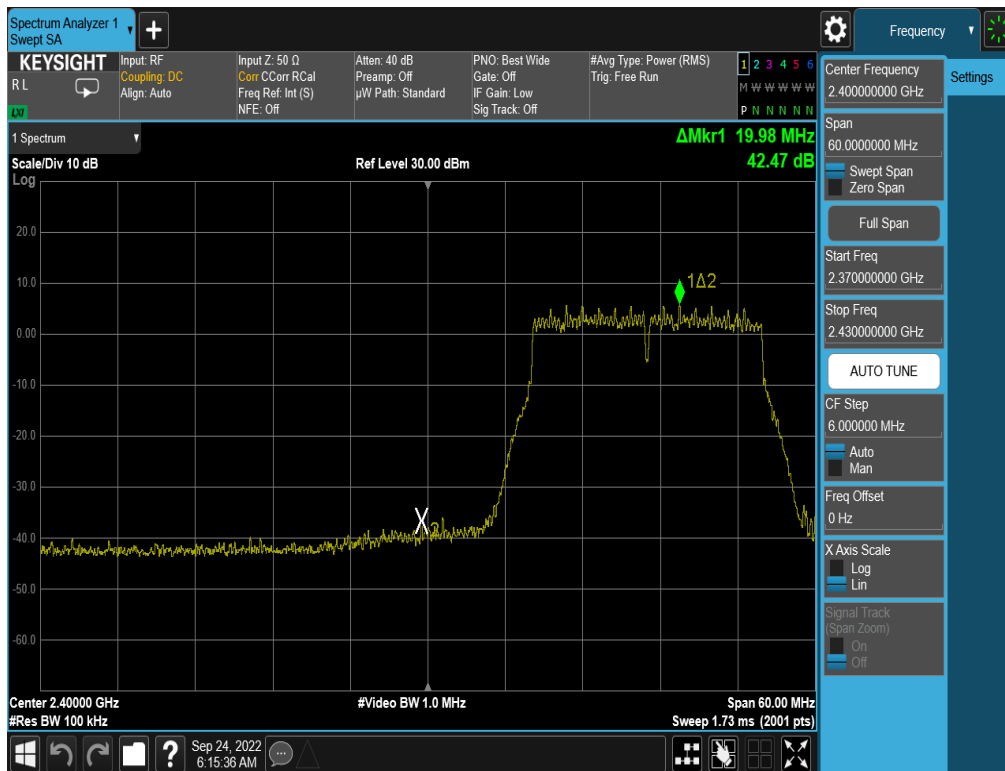 Spectrum Analyzer 1
Swept SA
Frequency
KEYSIGHT
R L
LXI
Input: RF
Coupling: DC
Align: Auto
Input Z: 50 Ω
Corr CCorr RCal
Freq Ref: Int (S)
NFE: Off
Atten: 40 dB
Preamp: Off
µW Path: Standard
PNO: Best Wide
Gate: Off
IF Gain: Low
Sig Track: Off
#Avg Type: Power (RMS)
Trig: Free Run
1 2 3 4 5 6
M W W W W W
P N N N N N
1 Spectrum
Scale/Div 10 dB
Log
Ref Level 30.00 dBm
ΔMkr1 19.98 MHz
42.47 dB
20.0
10.0
0.00
-10.0
-20.0
-30.0
-40.0
-50.0
-60.0
1Δ2
2
Center 2.40000 GHz
#Res BW 100 kHz
#Video BW 1.0 MHz
Span 60.00 MHz
Sweep 1.73 ms (2001 pts)
Sep 24, 2022
6:15:36 AM
Center Frequency
2.400000000 GHz
Span
60.0000000 MHz
Swept Span
Zero Span
Full Span
Start Freq
2.370000000 GHz
Stop Freq
2.430000000 GHz
AUTO TUNE
CF Step
6.000000 MHz
Auto
Man
Freq Offset
0 Hz
X Axis Scale
Log
Lin
Signal Track
(Span Zoom)
On
Off
Settings